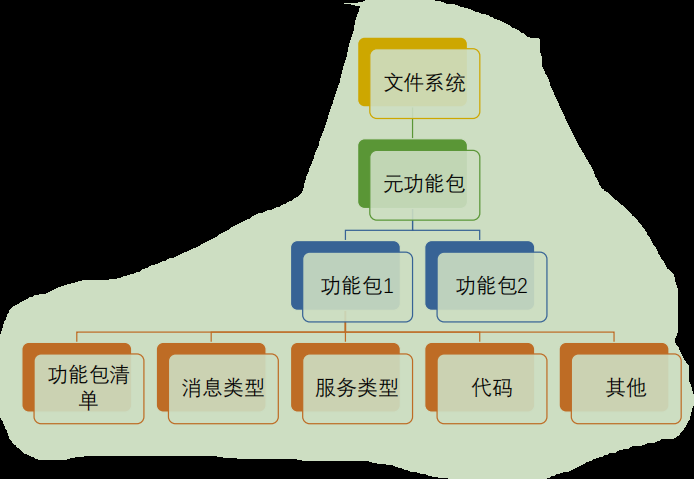 文件系统
元功能包
功能包1
功能包2
功能包清
单
消息类型
服务类型
代码
其他